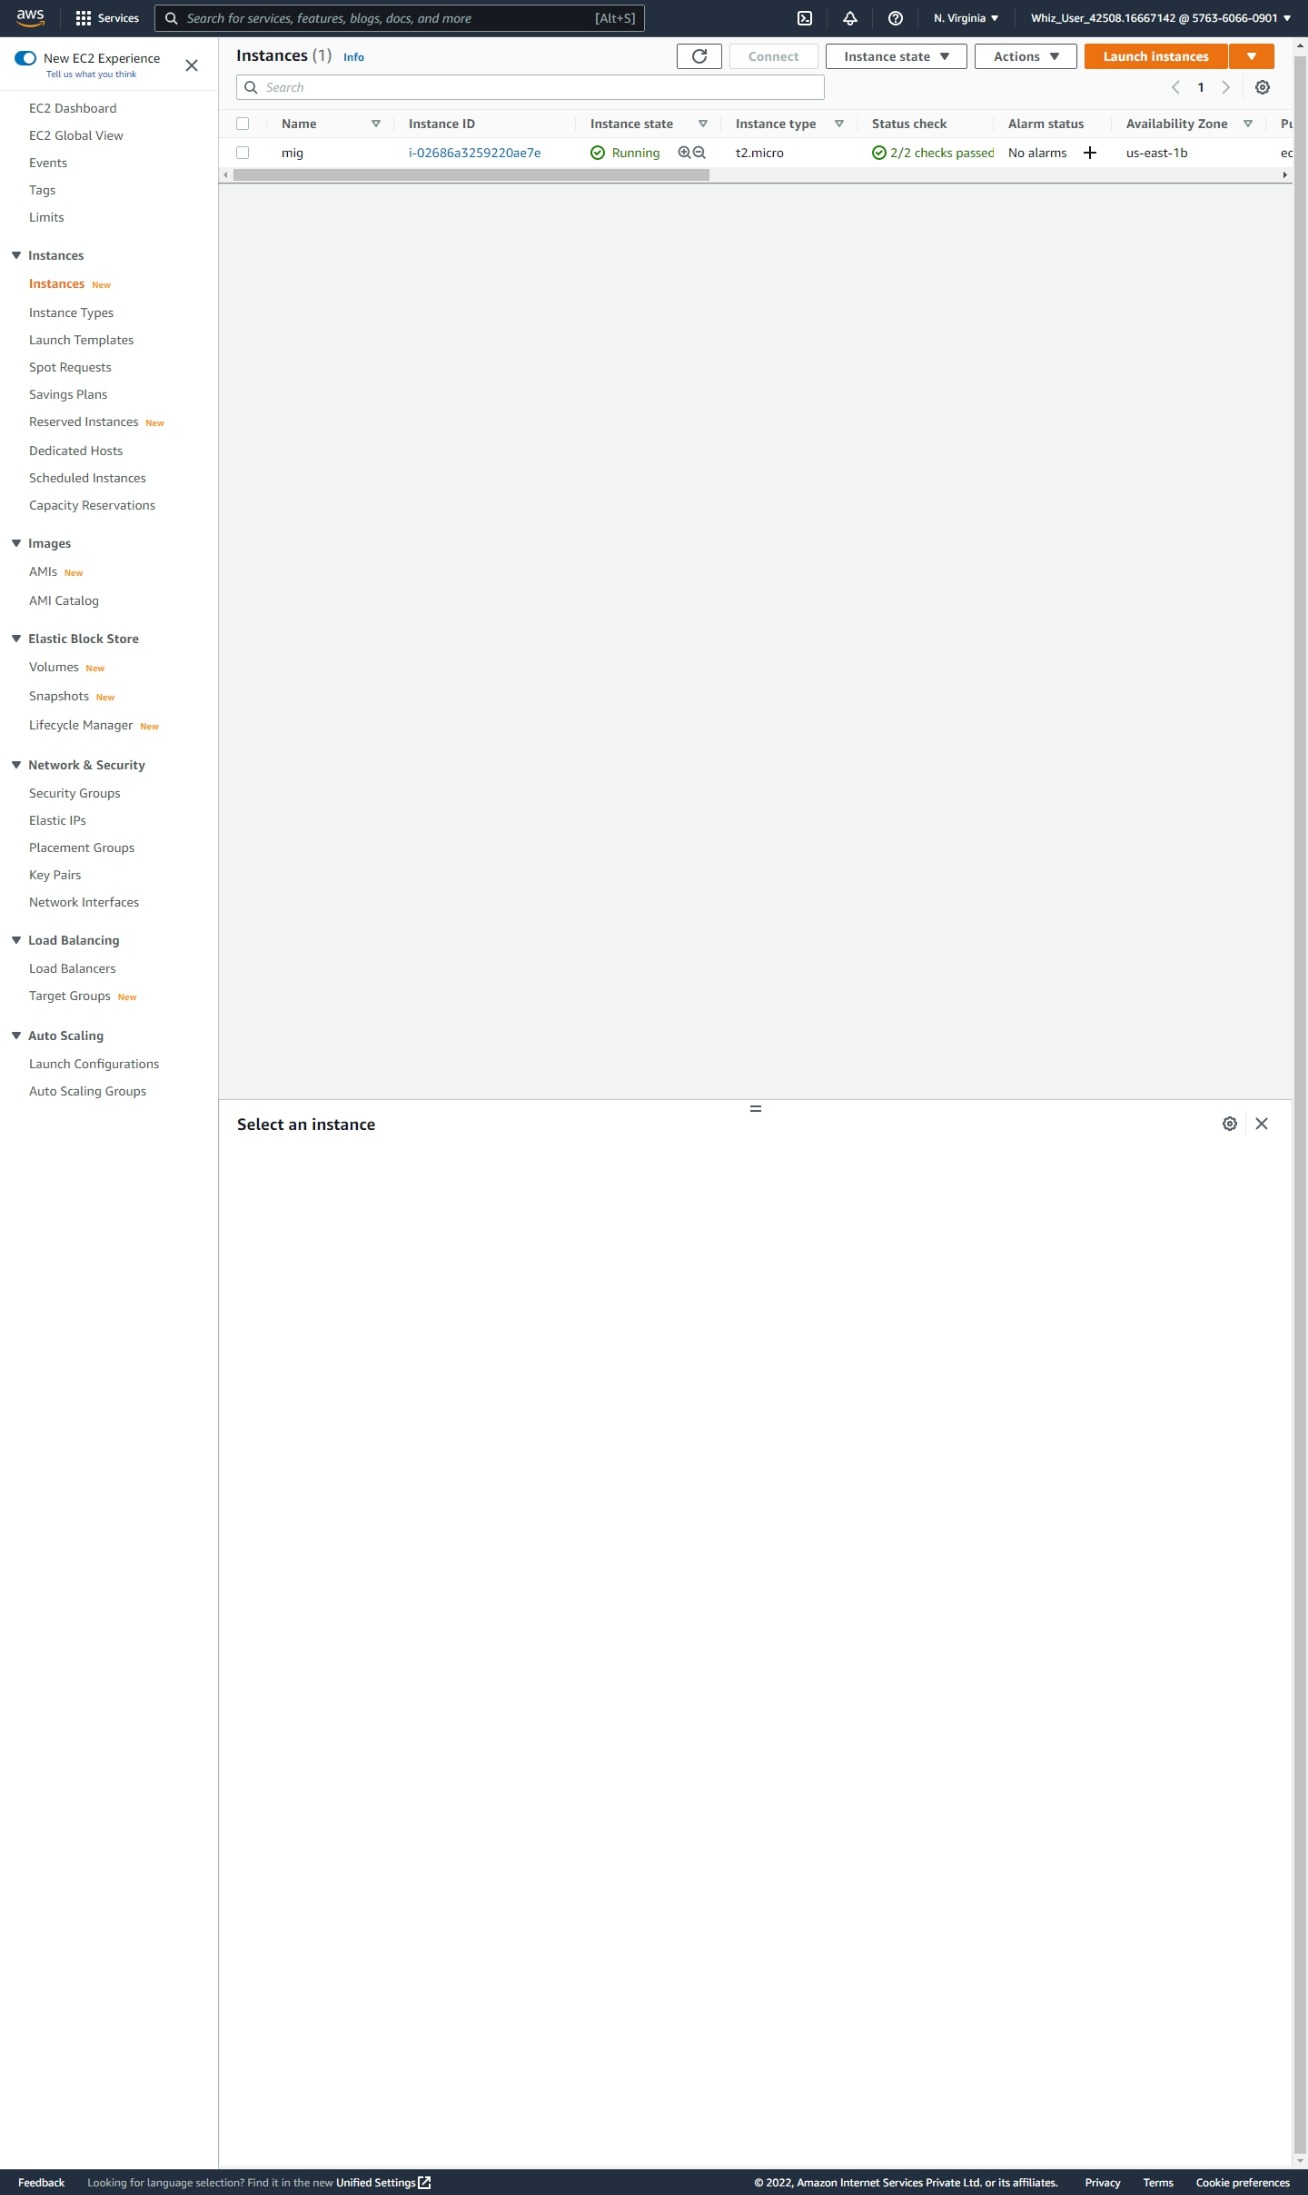 aws
Services
Search for services, features, blogs, docs, and more
[Alt+S]
N. Virginia
Whiz_User_42508.16667142 @ 5763-6066-0901
New EC2 Experience
Tell us what you think
EC2 Dashboard
EC2 Global View
Events
Tags
Limits
Instances
Instances New
Instance Types
Launch Templates
Spot Requests
Savings Plans
Reserved Instances New
Dedicated Hosts
Scheduled Instances
Capacity Reservations
Images
AMIs New
AMI Catalog
Elastic Block Store
Volumes New
Snapshots New
Lifecycle Manager New
Network & Security
Security Groups
Elastic IPs
Placement Groups
Key Pairs
Network Interfaces
Load Balancing
Load Balancers
Target Groups New
Auto Scaling
Launch Configurations
Auto Scaling Groups
Instances (1) Info
Connect
Instance state
Actions
Launch instances
Search
1
Name Instance ID Instance state Instance type Status check Alarm status Availability Zone
mig i-02686a3259220ae7e Running t2.micro 2/2 checks passed No alarms + us-east-1b ec
Select an instance
Feedback Looking for language selection? Find it in the new Unified Settings
© 2022, Amazon Internet Services Private Ltd. or its affiliates. Privacy Terms Cookie preferences